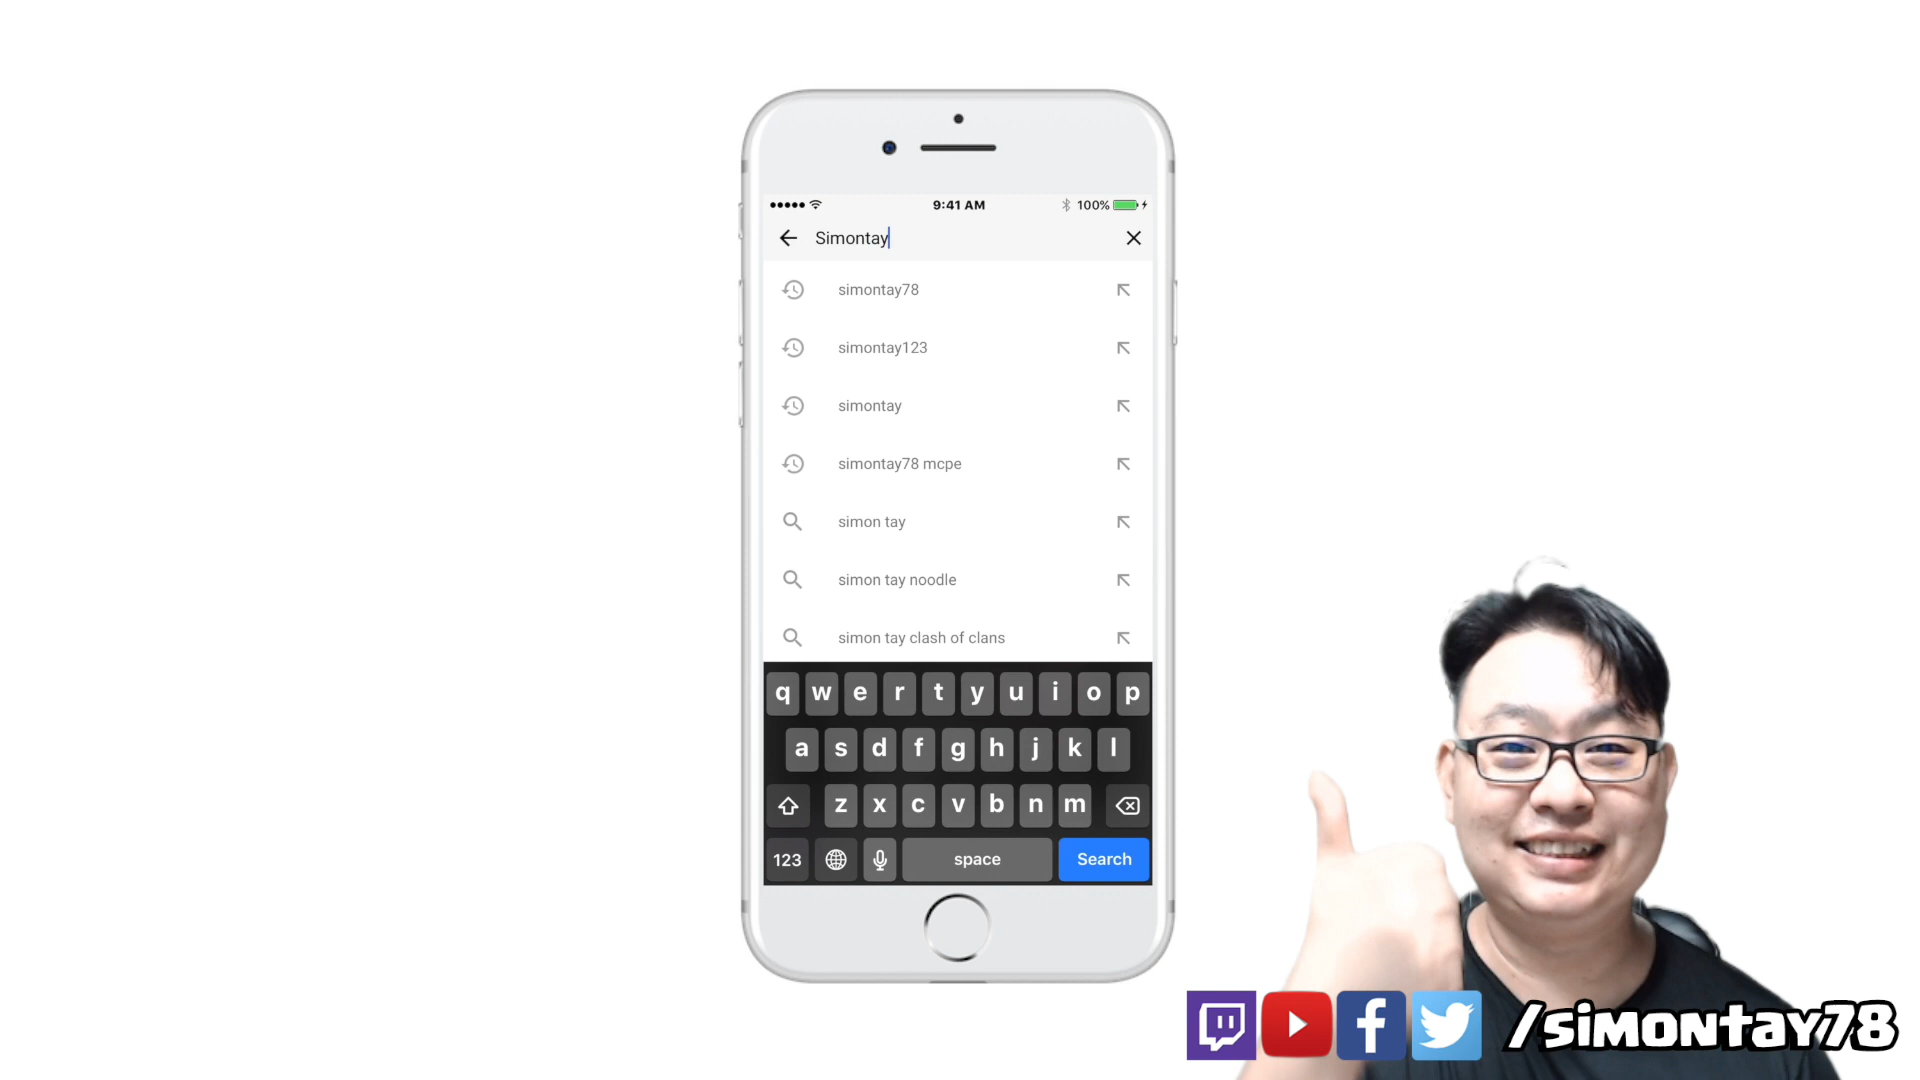 9:41 AM 100%
Simontay
simontay78
simontay123
simontay
simontay78 mcpe
simon tay
simon tay noodle
simon tay clash of clans
q w e r t y u i o p
a s d f g h j k l
z x c v b n m
123 space Search
/simontay78